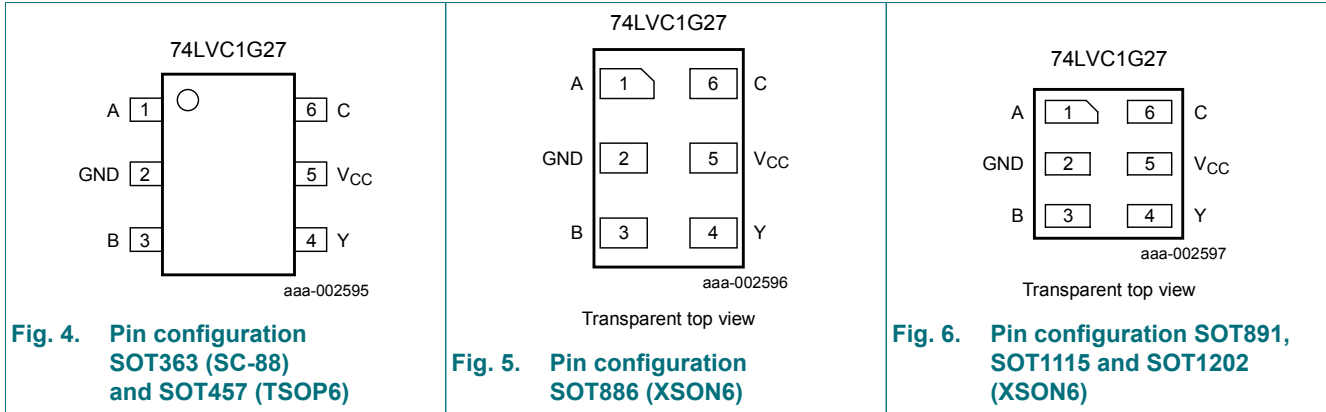 74LVC1G27
A 1 6 C
GND 2 5 VCC
B 3 4 Y
aaa-002595
Fig. 4. Pin configuration
SOT363 (SC-88)
and SOT457 (TSOP6)
74LVC1G27
A 1 6 C
GND 2 5 VCC
B 3 4 Y
aaa-002596
Transparent top view
Fig. 5. Pin configuration
SOT886 (XSON6)
74LVC1G27
A 1 6 C
GND 2 5 VCC
B 3 4 Y
aaa-002597
Transparent top view
Fig. 6. Pin configuration SOT891,
SOT1115 and SOT1202
(XSON6)